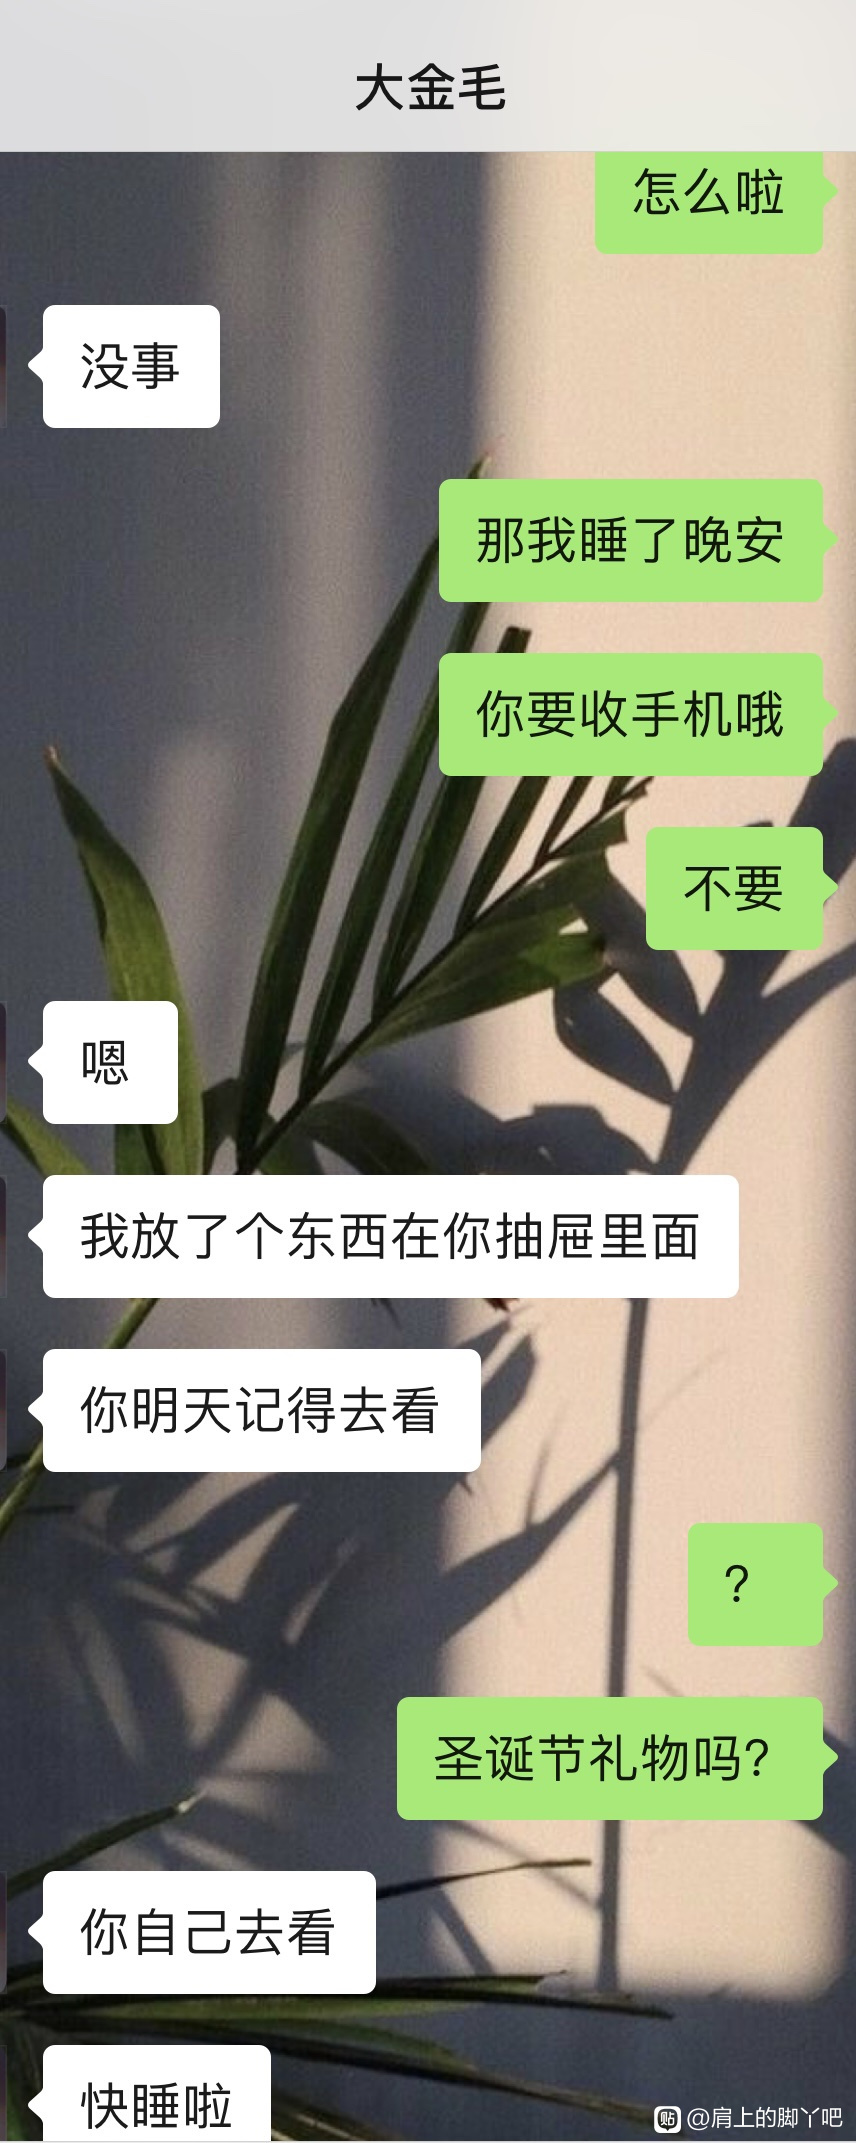 大金毛
怎么啦
没事
那我睡了晚安
你要收手机哦
不要
嗯
我放了个东西在你抽屉里面
你明天记得去看
?
圣诞节礼物吗?
你自己去看
快睡啦
贴 @肩上的脚丫吧